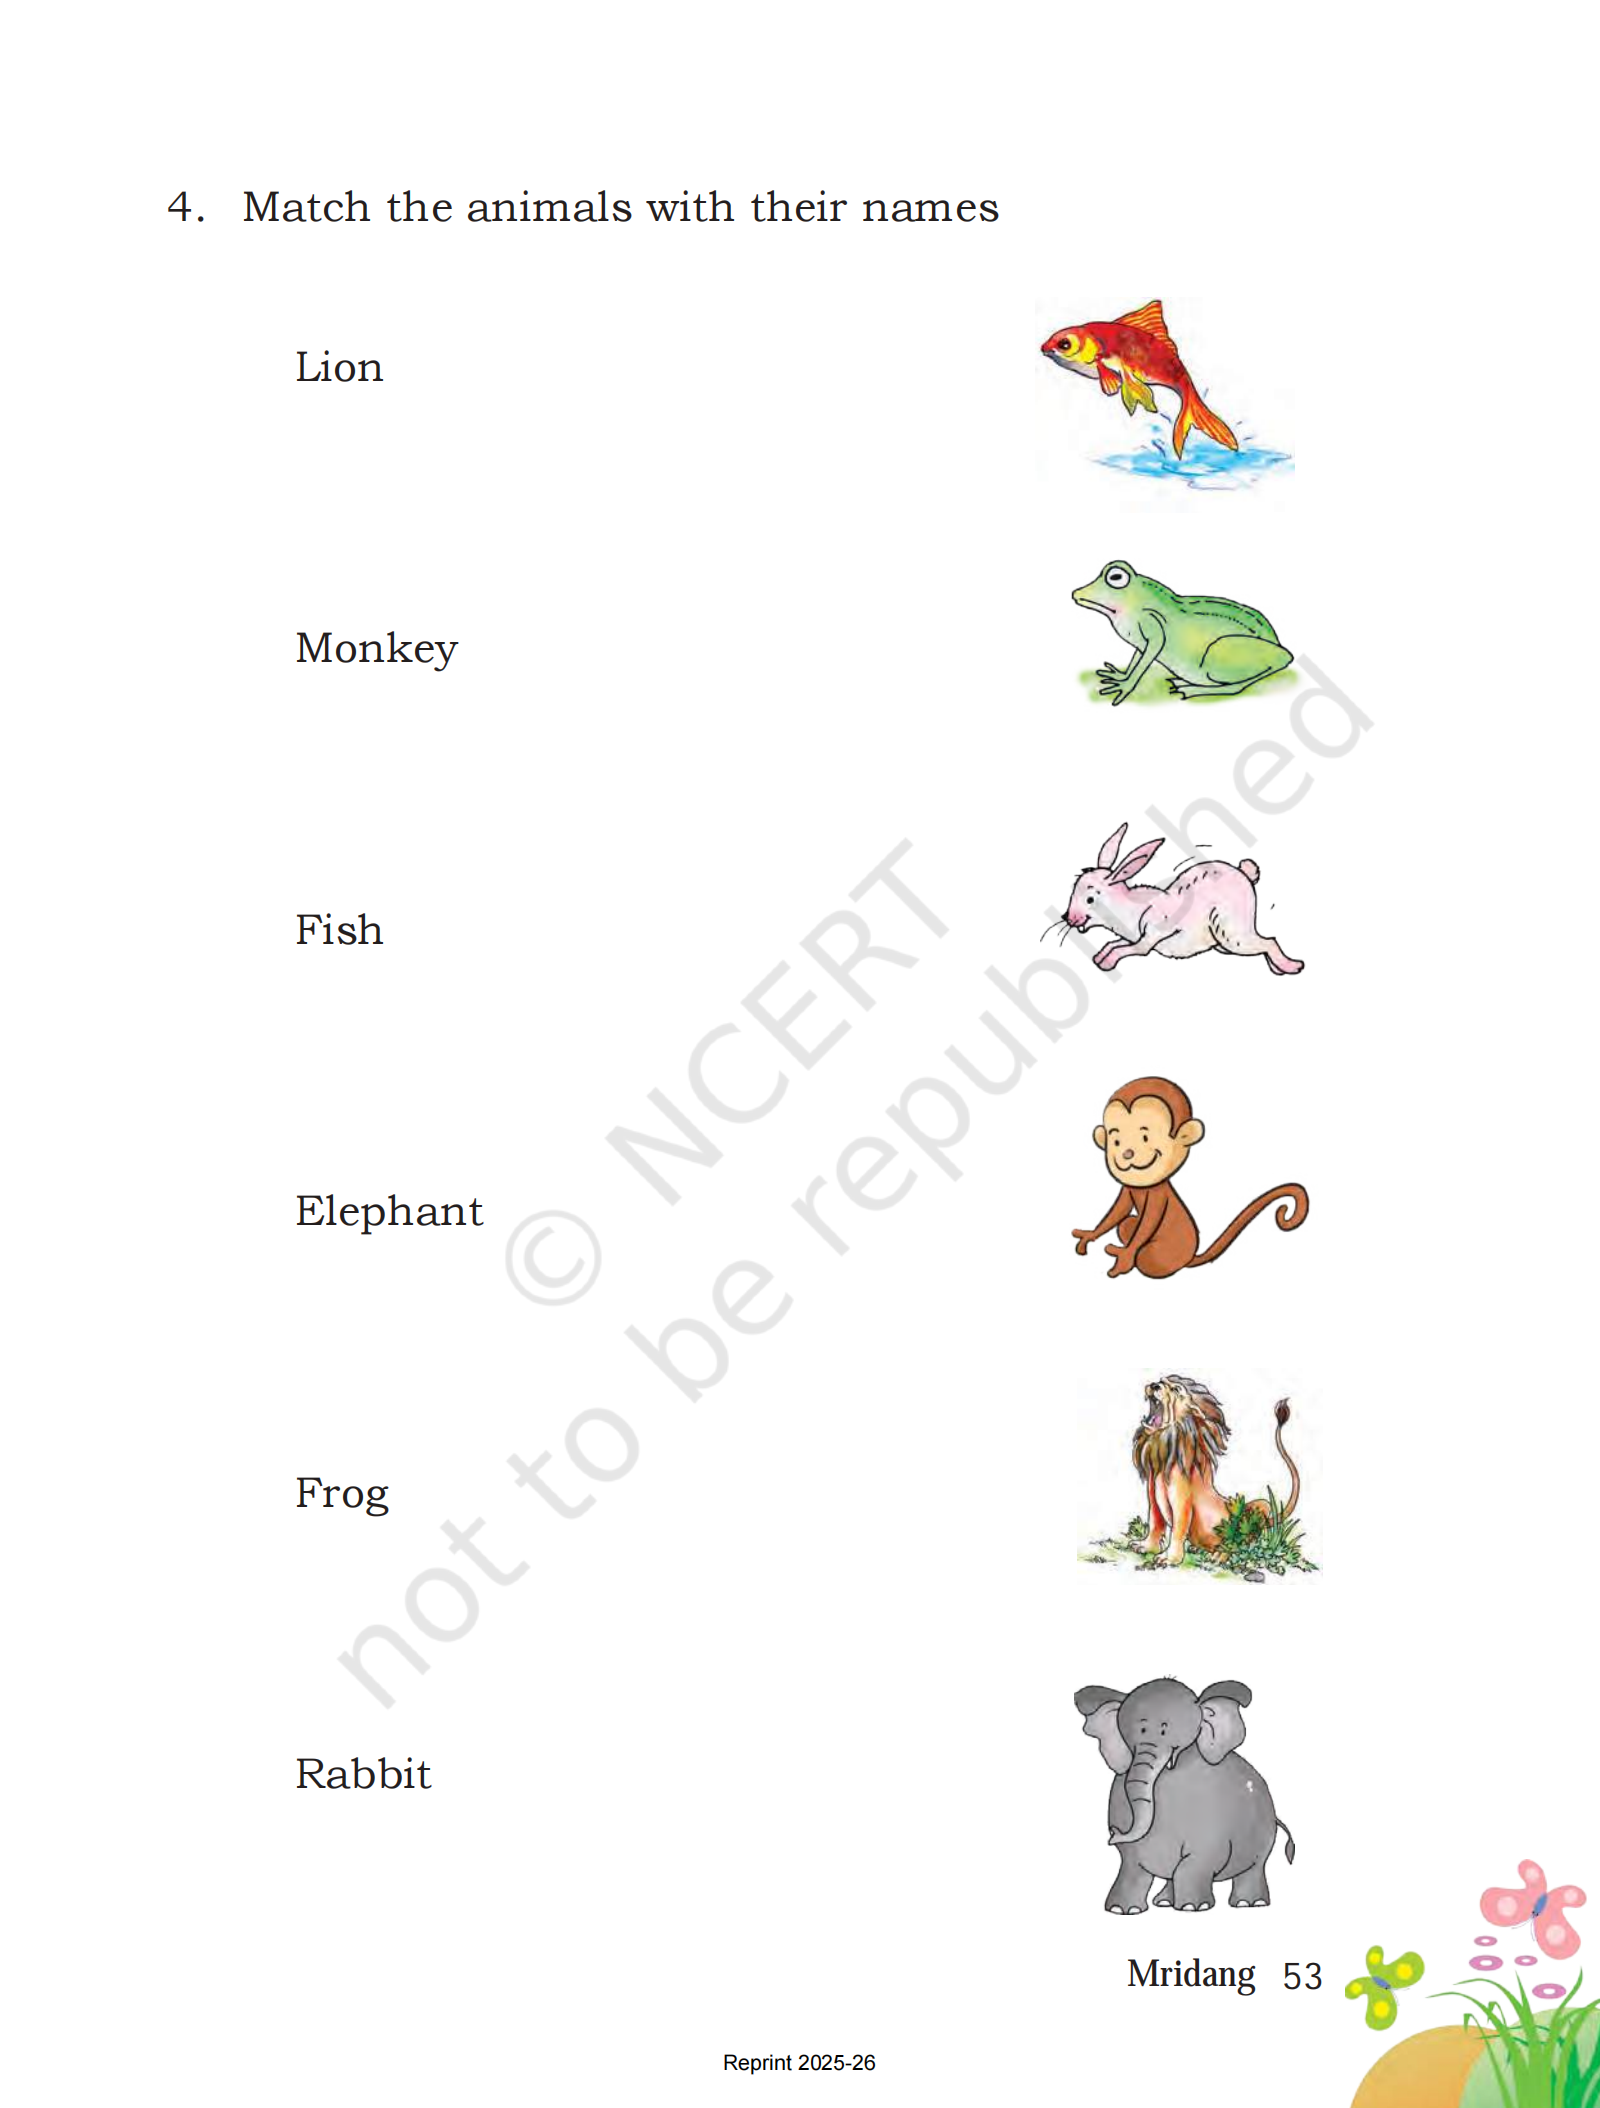 4. Match the animals with their names
Lion
Monkey
Fish
Elephant
Frog
Rabbit
© NCERT
not to be republished
Mridang 53
Reprint 2025-26